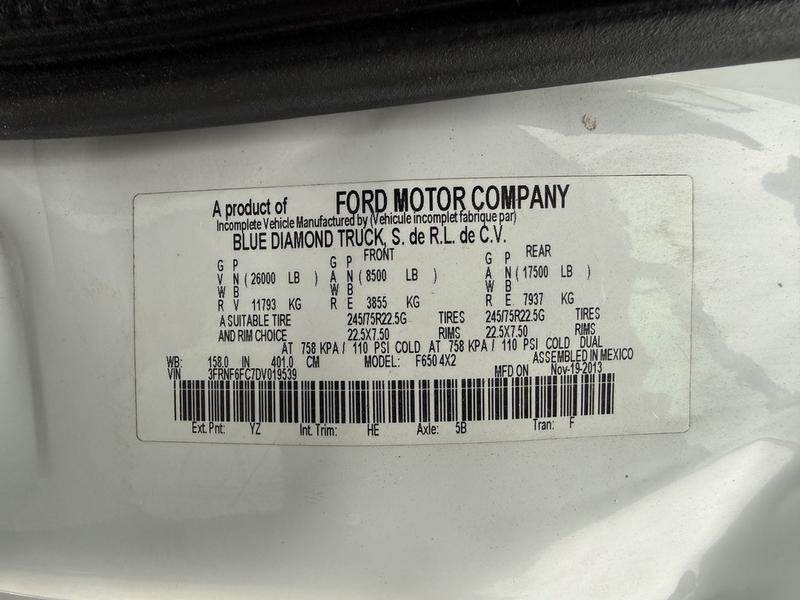 A product of FORD MOTOR COMPANY
Incomplete Vehicle Manufactured by (Vehicule incomplet fabrique par)
BLUE DIAMOND TRUCK, S. de R.L. de C.V.
FRONT REAR
G P G P G P
V N ( 26000 LB ) A N ( 8500 LB ) A N ( 17500 LB )
W B W B W B
R V 11793 KG R E 3855 KG R E 7937 KG
A SUITABLE TIRE 245/75R22.5G TIRES 245/75R22.5G TIRES
AND RIM CHOICE 22.5X7.50 RIMS 22.5X7.50 RIMS
AT 758 KPA / 110 PSI COLD AT 758 KPA / 110 PSI COLD DUAL
WB: 158.0 IN 401.0 CM MODEL: F650 4X2 ASSEMBLED IN MEXICO
VIN 3FRNF6FC7DV019539 MFD ON Nov-19-2013
Ext. Pnt: YZ Int. Trim: HE Axle: 5B Tran: F